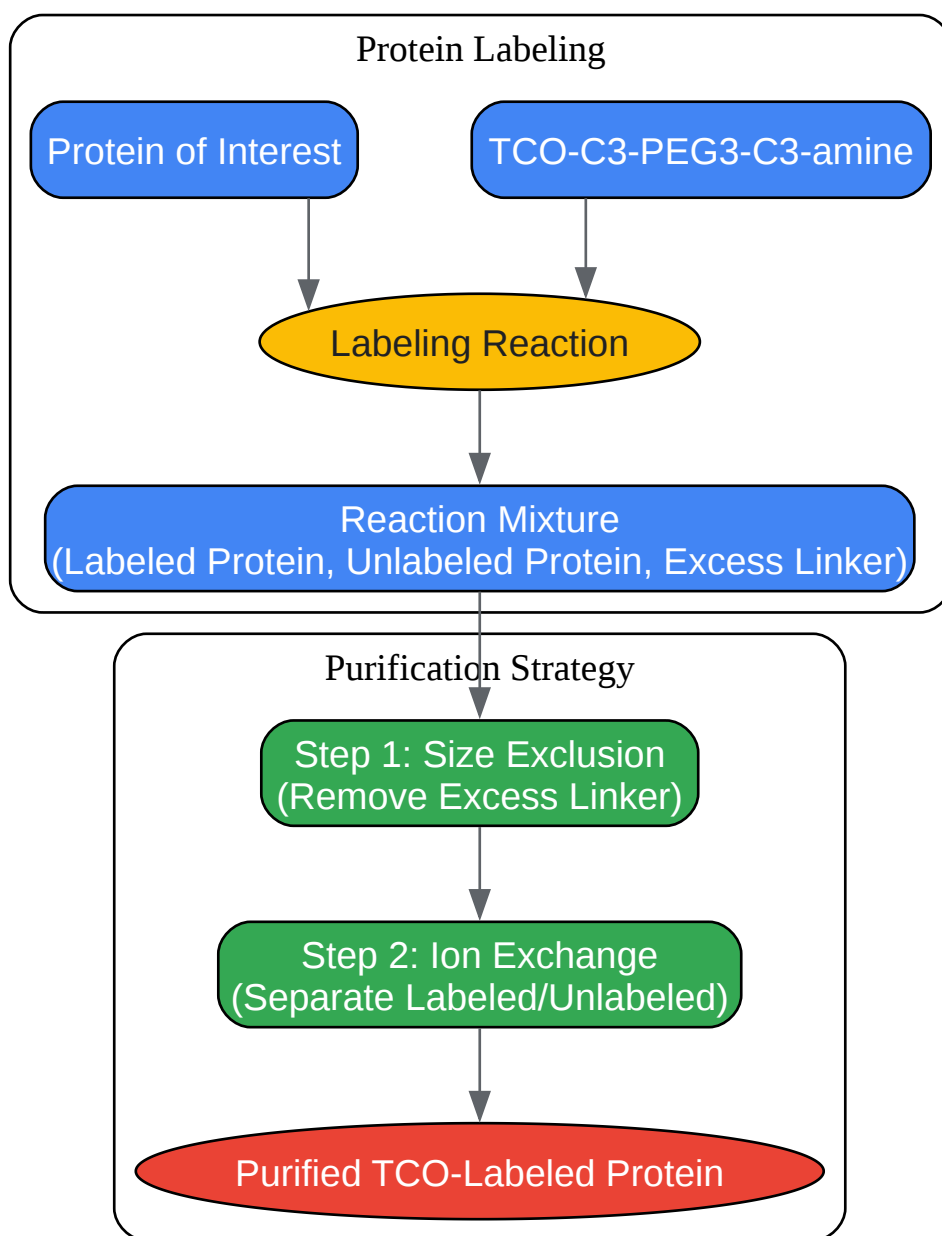 Protein Labeling
Protein of Interest
TCO-C3-PEG3-C3-amine
Labeling Reaction
Reaction Mixture
(Labeled Protein, Unlabeled Protein, Excess Linker)
Purification Strategy
Step 1: Size Exclusion
(Remove Excess Linker)
Step 2: Ion Exchange
(Separate Labeled/Unlabeled)
Purified TCO-Labeled Protein